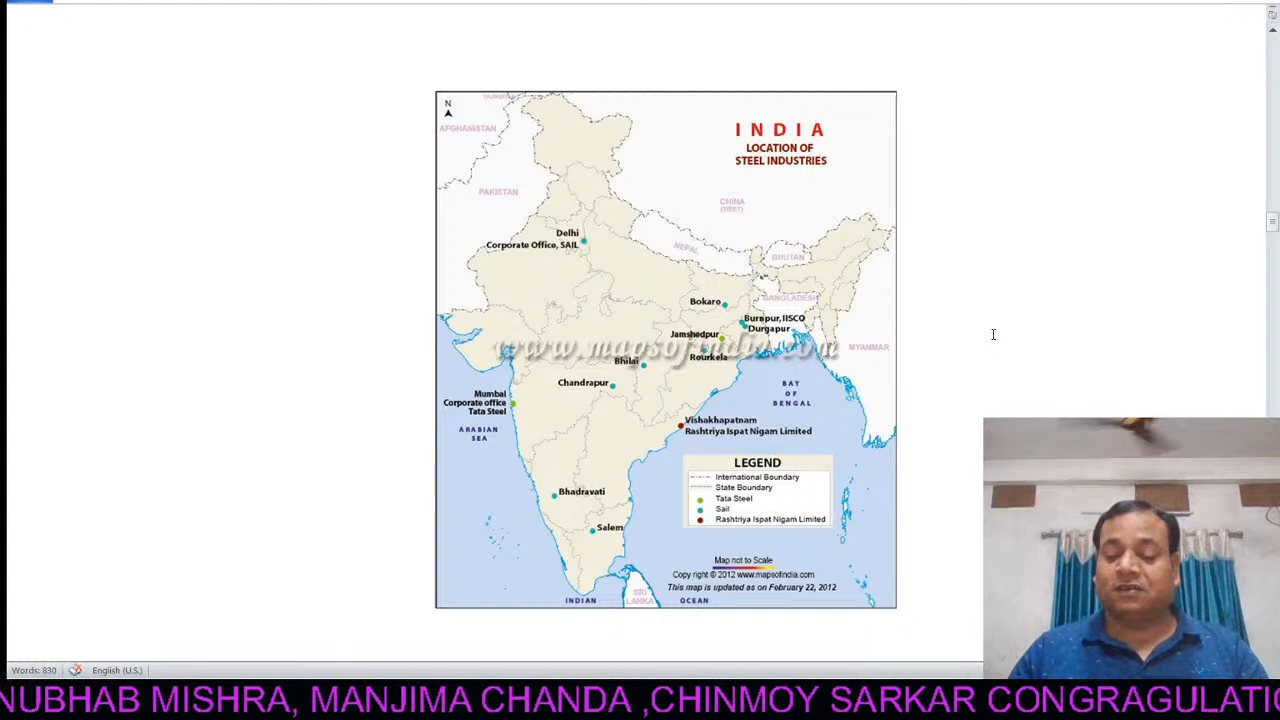 N
AFGHANISTAN
INDIA
LOCATION OF
STEEL INDUSTRIES
PAKISTAN
CHINA
(TIBET)
Delhi
Corporate Office, SAIL
NEPAL
BHUTAN
Bokaro
BANGLADESH
Burnpur, IISCO
Durgapur
Jamshedpur
www.mapsofindia.com
MYANMAR
Rourkela
Bhilai
Chandrapur
BAY
OF
BENGAL
Mumbai
Corporate office
Tata Steel
ARABIAN
SEA
Vishakhapatnam
Rashtriya Ispat Nigam Limited
LEGEND
International Boundary
State Boundary
Tata Steel
Sail
Rashtriya Ispat Nigam Limited
Bhadravati
Salem
Map not to Scale
Copy right © 2012 www.mapsofindia.com
This map is updated as on February 22, 2012
SRI
LANKA
INDIAN OCEAN
Words: 830 English (U.S.)
NUBHAB MISHRA, MANJIMA CHANDA ,CHINMOY SARKAR CONGRAGULATIO